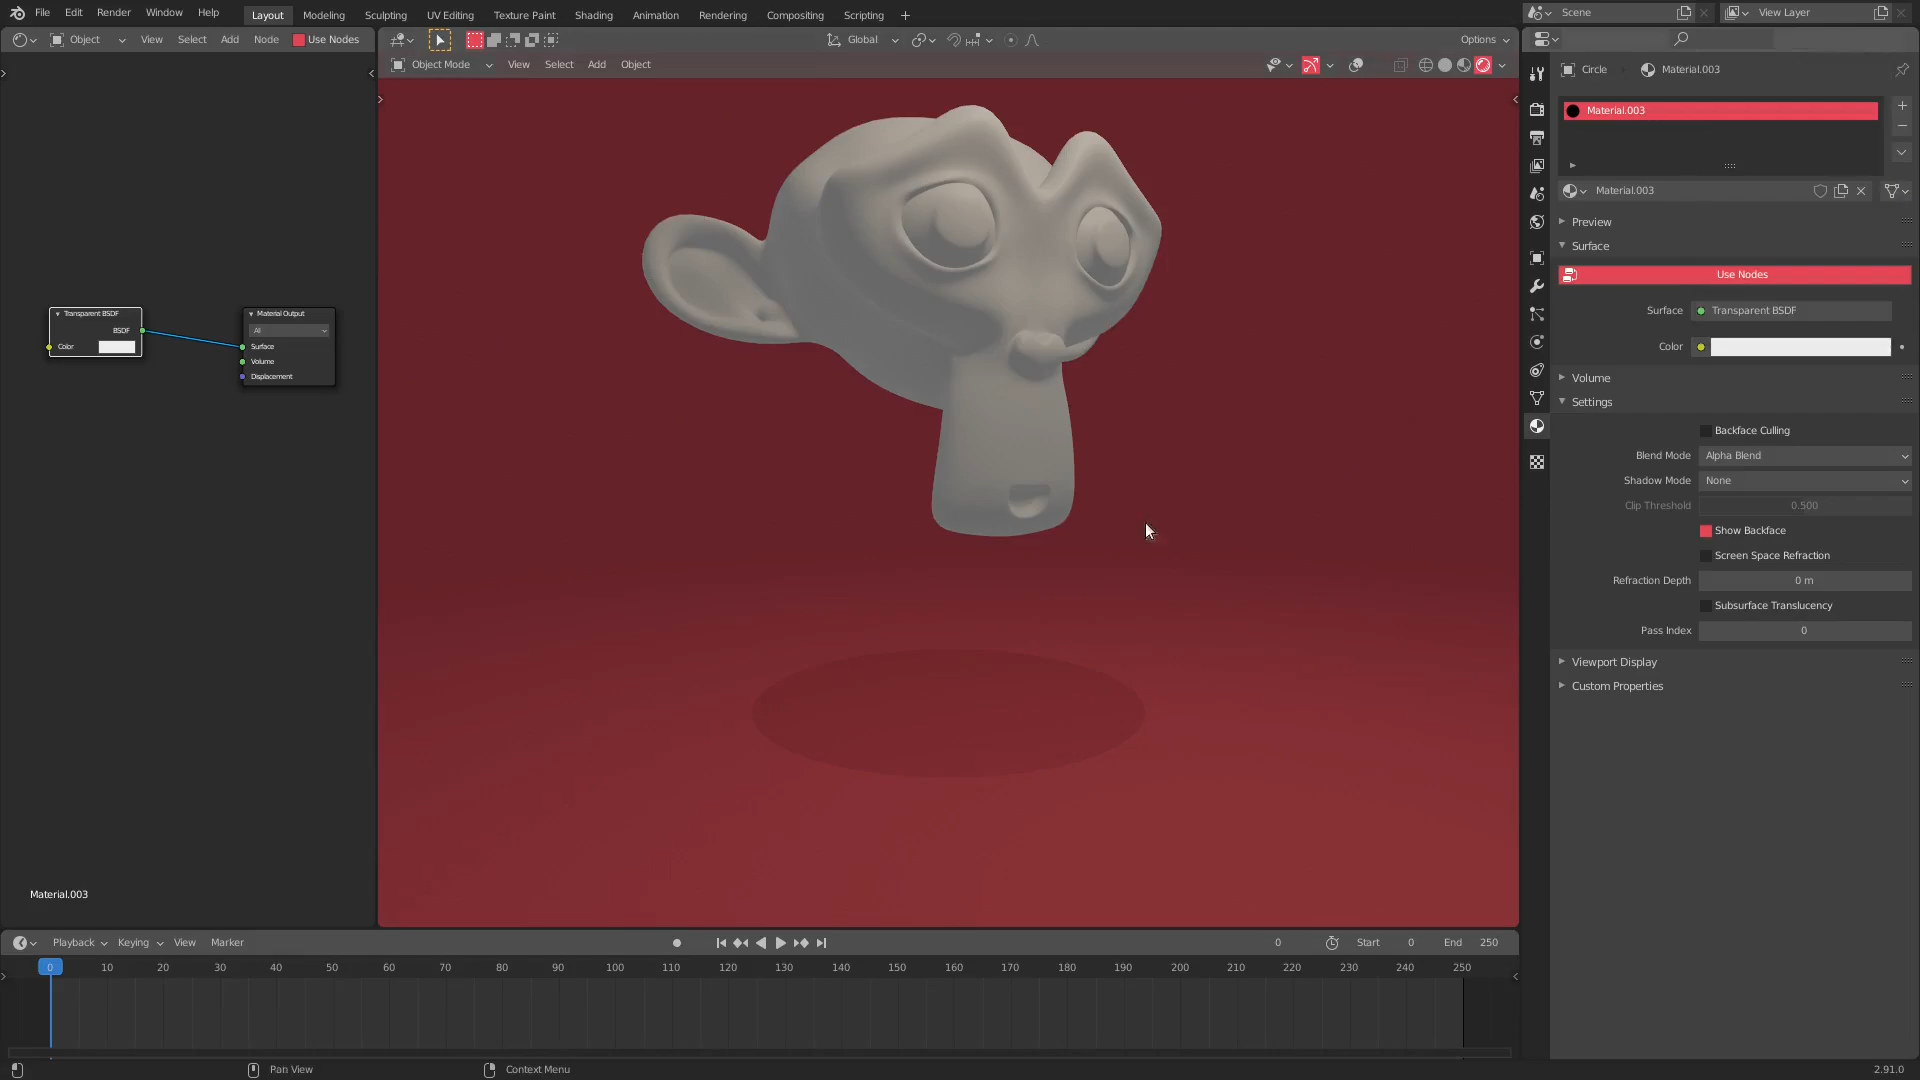 File Edit Render Window Help Layout Modeling Sculpting UV Editing Texture Paint Shading Animation Rendering Compositing Scripting + Scene View Layer
Object View Select Add Node Use Nodes Global Options
Object Mode View Select Add Object
Circle Material.003
Material.003
Material.003
Preview
Surface
Use Nodes
Surface Transparent BSDF
Color
Volume
Settings
Backface Culling
Blend Mode Alpha Blend
Shadow Mode None
Clip Threshold 0.500
Show Backface
Screen Space Refraction
Refraction Depth 0 m
Subsurface Translucency
Pass Index 0
Viewport Display
Custom Properties
Transparent BSDF
BSDF
Color
Material Output
All
Surface
Volume
Displacement
Material.003
Playback Keying View Marker 0 Start 0 End 250
0 10 20 30 40 50 60 70 80 90 100 110 120 130 140 150 160 170 180 190 200 210 220 230 240 250
Pan View Context Menu 2.91.0